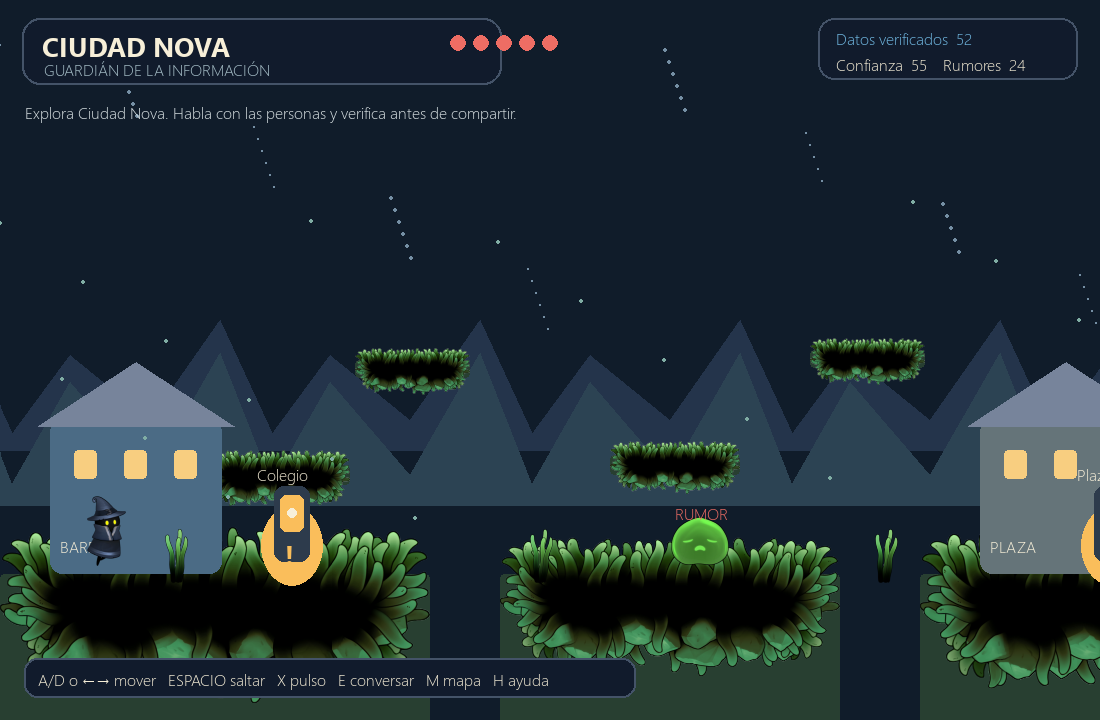 CIUDAD NOVA
GUARDIÁN DE LA INFORMACIÓN
Datos verificados 52
Confianza 55 Rumores 24
Explora Ciudad Nova. Habla con las personas y verifica antes de compartir.
Colegio
Plaz
RUMOR
BAR
PLAZA
!
A/D o ←→ mover ESPACIO saltar X pulso E conversar M mapa H ayuda